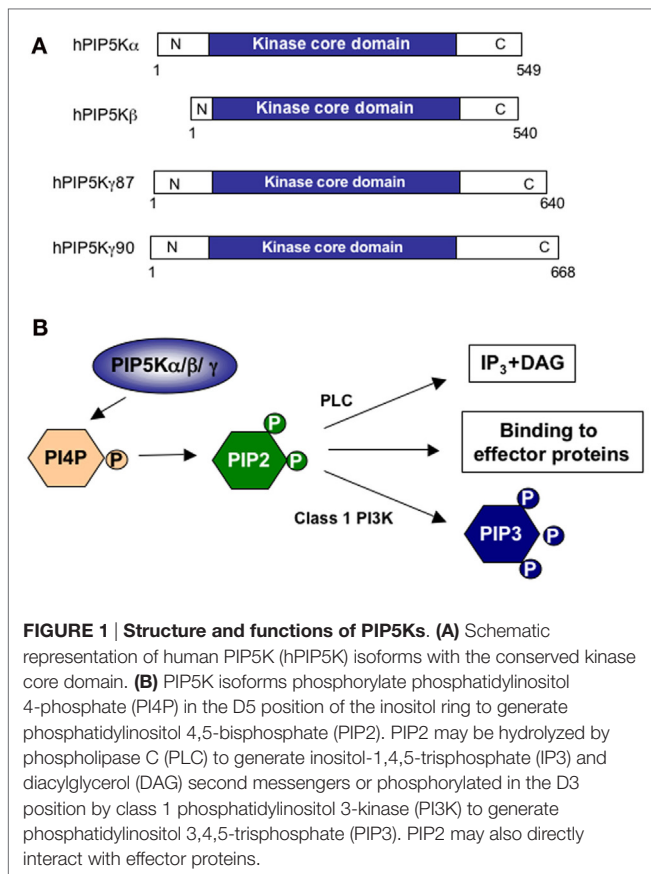 A
hPIP5Kα N Kinase core domain C
1 549
hPIP5Kβ N Kinase core domain C
1 540
hPIP5Kγ87 N Kinase core domain C
1 640
hPIP5Kγ90 N Kinase core domain C
1 668
B
PIP5Kα/β/ γ
IP3+DAG
PLC
PI4P P
PIP2 P P
Binding to
effector proteins
Class 1 PI3K
PIP3 P P P
FIGURE 1 | Structure and functions of PIP5Ks. (A) Schematic
representation of human PIP5K (hPIP5K) isoforms with the conserved kinase
core domain. (B) PIP5K isoforms phosphorylate phosphatidylinositol
4-phosphate (PI4P) in the D5 position of the inositol ring to generate
phosphatidylinositol 4,5-bisphosphate (PIP2). PIP2 may be hydrolyzed by
phospholipase C (PLC) to generate inositol-1,4,5-trisphosphate (IP3) and
diacylglycerol (DAG) second messengers or phosphorylated in the D3
position by class 1 phosphatidylinositol 3-kinase (PI3K) to generate
phosphatidylinositol 3,4,5-trisphosphate (PIP3). PIP2 may also directly
interact with effector proteins.